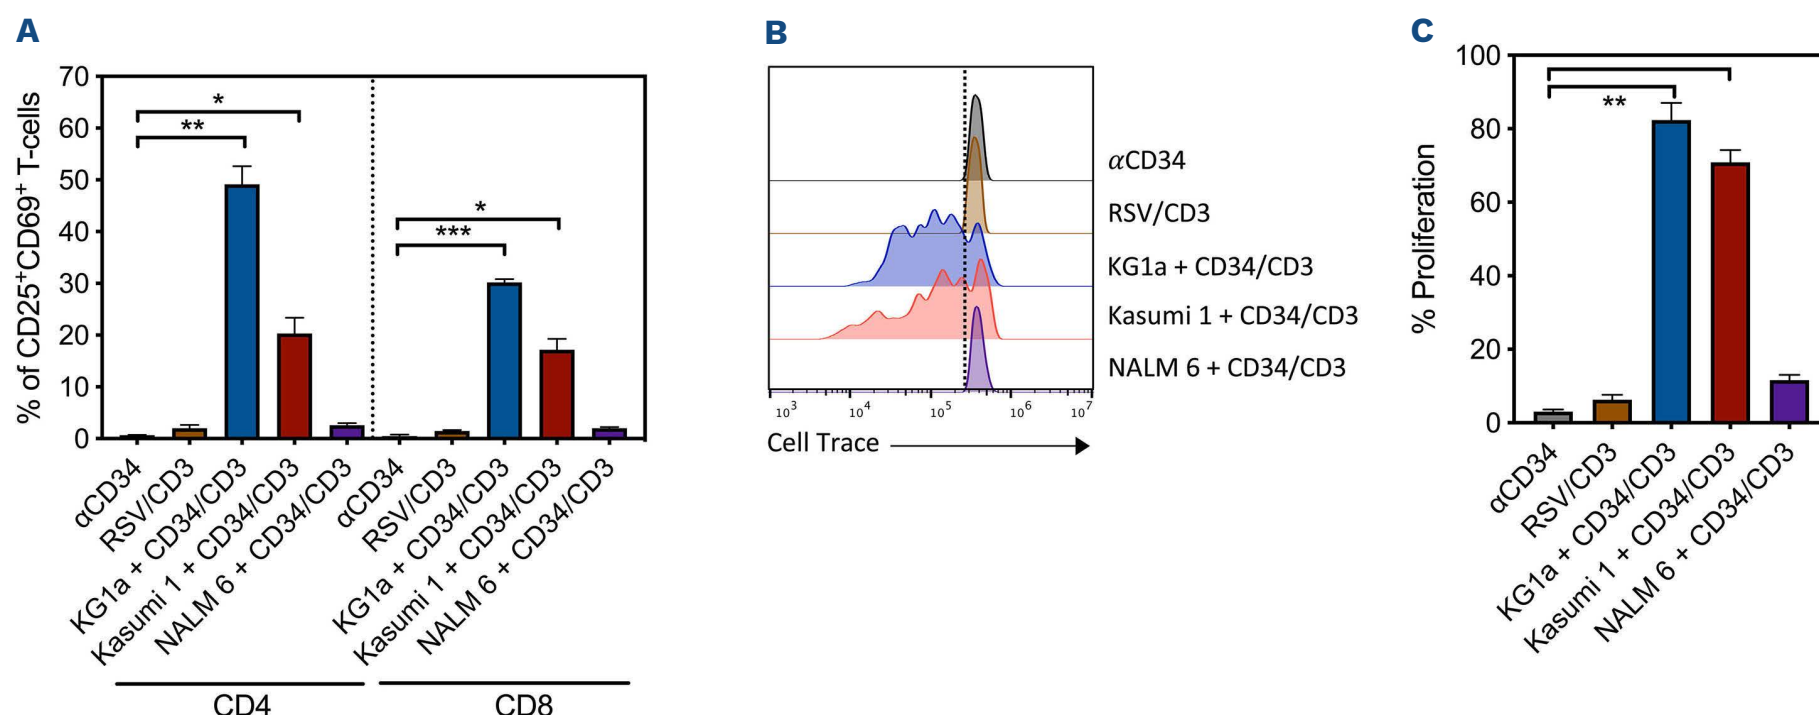 A
% of CD25⁺CD69⁺ T-cells
70
60
50
40
30
20
10
0
*
**
*
***
αCD34
RSV/CD3
KG1a + CD34/CD3
Kasumi 1 + CD34/CD3
NALM 6 + CD34/CD3
αCD34
RSV/CD3
KG1a + CD34/CD3
Kasumi 1 + CD34/CD3
NALM 6 + CD34/CD3
CD4
CD8
B
αCD34
RSV/CD3
KG1a + CD34/CD3
Kasumi 1 + CD34/CD3
NALM 6 + CD34/CD3
10³ 10⁴ 10⁵ 10⁶ 10⁷
Cell Trace
C
% Proliferation
100
80
60
40
20
0
**
αCD34
RSV/CD3
KG1a + CD34/CD3
Kasumi 1 + CD34/CD3
NALM 6 + CD34/CD3